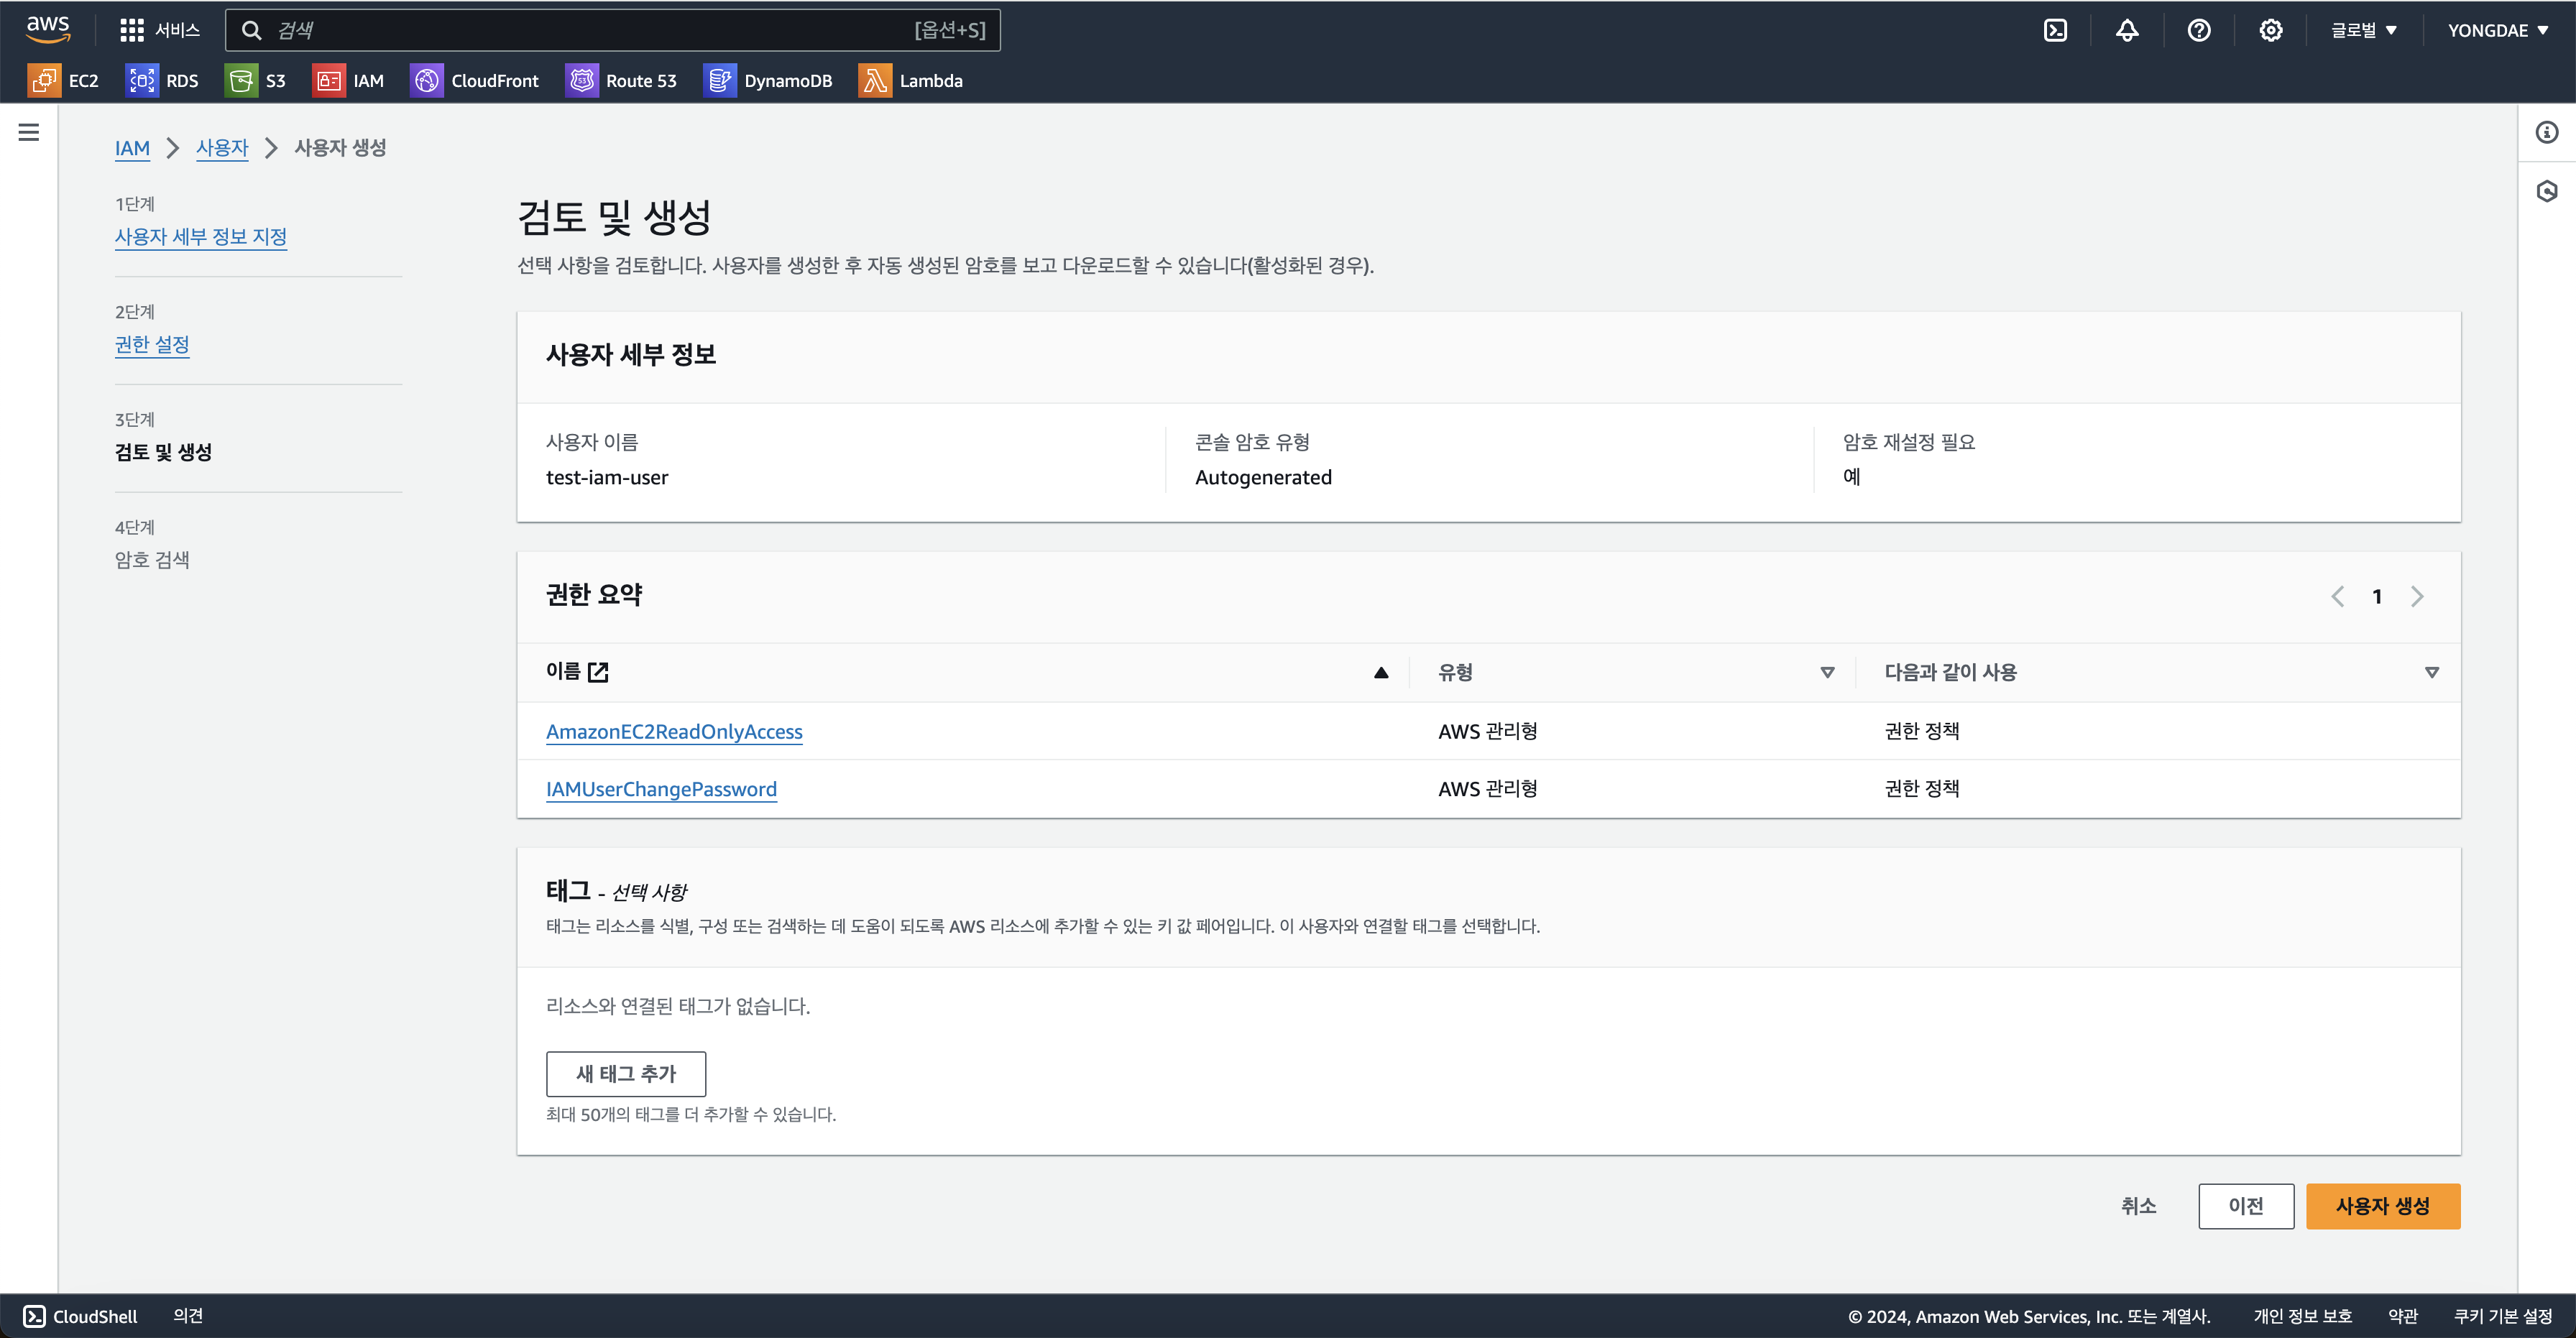 aws
서비스
검색
[옵션+S]
글로벌
YONGDAE
EC2
RDS
S3
IAM
CloudFront
Route 53
DynamoDB
Lambda
IAM
사용자
사용자 생성
1단계
사용자 세부 정보 지정
2단계
권한 설정
3단계
검토 및 생성
4단계
암호 검색
검토 및 생성
선택 사항을 검토합니다. 사용자를 생성한 후 자동 생성된 암호를 보고 다운로드할 수 있습니다(활성화된 경우).
사용자 세부 정보
사용자 이름
test-iam-user
콘솔 암호 유형
Autogenerated
암호 재설정 필요
예
권한 요약
1
이름
유형
다음과 같이 사용
AmazonEC2ReadOnlyAccess
AWS 관리형
권한 정책
IAMUserChangePassword
AWS 관리형
권한 정책
태그 - 선택 사항
태그는 리소스를 식별, 구성 또는 검색하는 데 도움이 되도록 AWS 리소스에 추가할 수 있는 키 값 페어입니다. 이 사용자와 연결할 태그를 선택합니다.
리소스와 연결된 태그가 없습니다.
새 태그 추가
최대 50개의 태그를 더 추가할 수 있습니다.
취소
이전
사용자 생성
CloudShell
의견
© 2024, Amazon Web Services, Inc. 또는 계열사.
개인 정보 보호
약관
쿠키 기본 설정